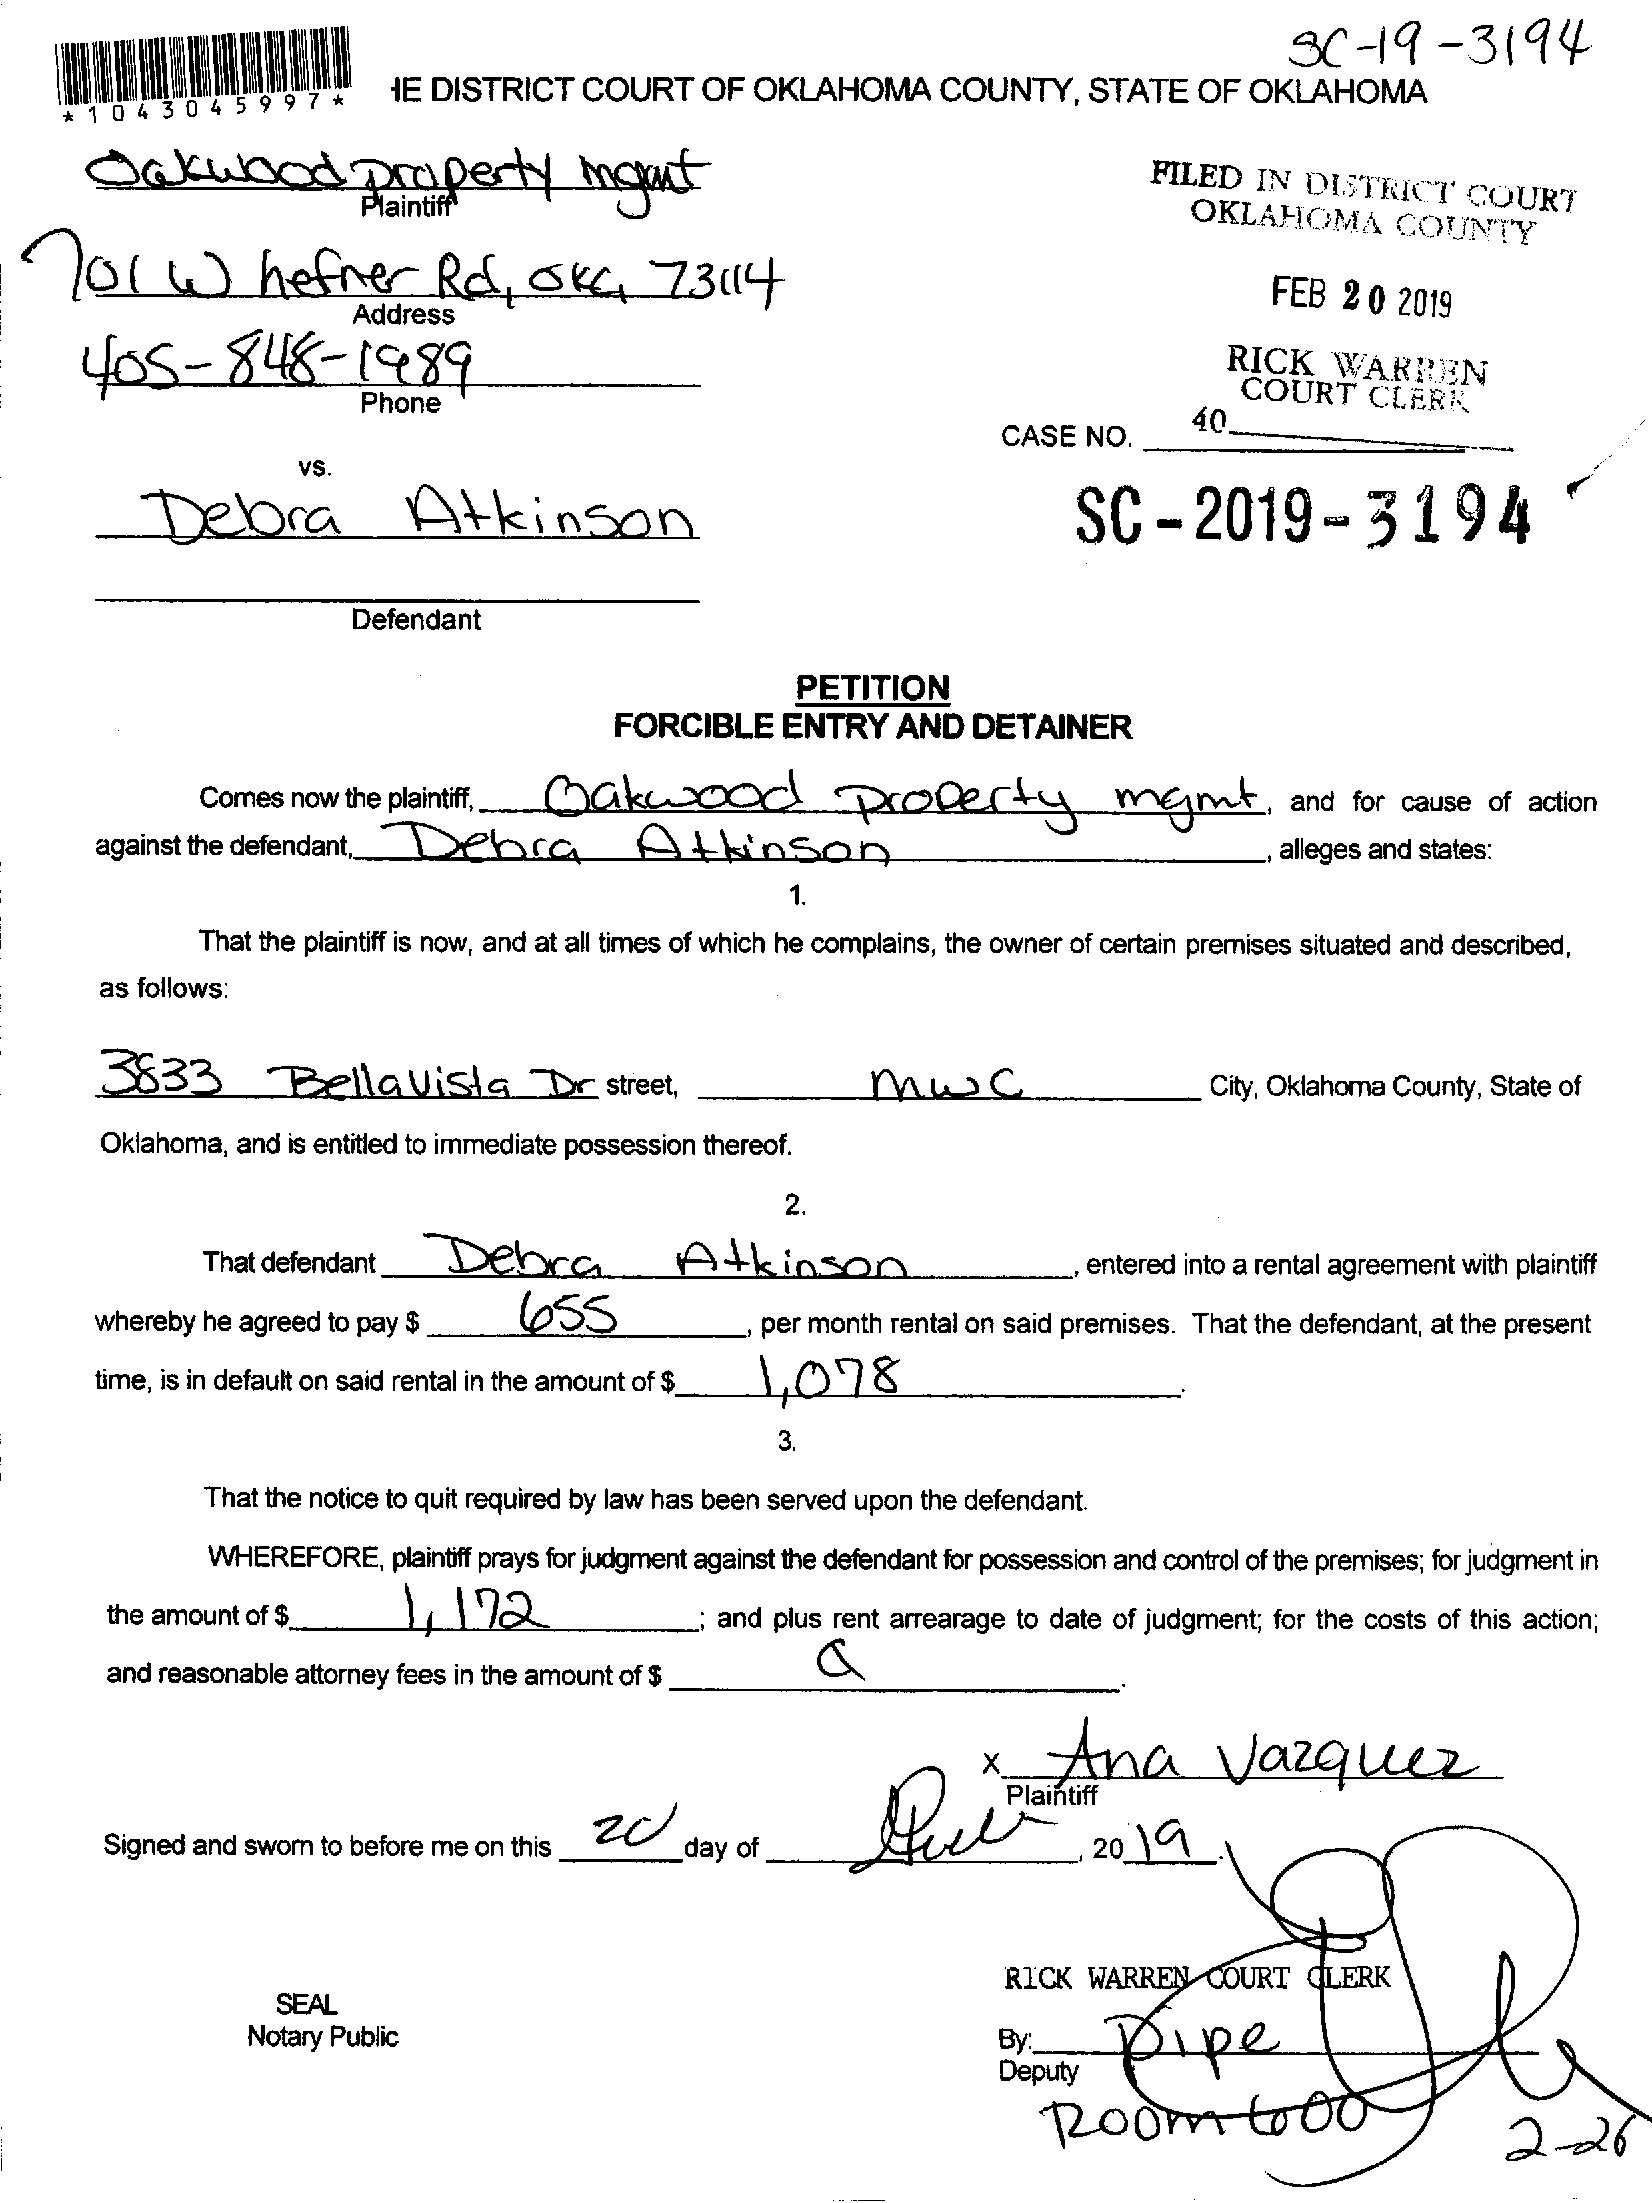 SC-19-3194
*1043045997*
HE DISTRICT COURT OF OKLAHOMA COUNTY, STATE OF OKLAHOMA
Oakwood property mgmt
Plaintiff
FILED IN DISTRICT COURT
OKLAHOMA COUNTY
701 W hefner Rd, OKC, 73114
Address
FEB 20 2019
405-848-1989
Phone
RICK WARREN
COURT CLERK
40
CASE NO.
vs.
Debra Atkinson
SC-2019-3194
Defendant
PETITION
FORCIBLE ENTRY AND DETAINER
Comes now the plaintiff, Oakwood property mgmt, and for cause of action
against the defendant, Debra Atkinson, alleges and states:
1.
That the plaintiff is now, and at all times of which he complains, the owner of certain premises situated and described,
as follows:
3833 Bella Vista Dr street, MWC City, Oklahoma County, State of
Oklahoma, and is entitled to immediate possession thereof.
2.
That defendant Debra Atkinson, entered into a rental agreement with plaintiff
whereby he agreed to pay $ 655, per month rental on said premises. That the defendant, at the present
time, is in default on said rental in the amount of $ 1,078.
3.
That the notice to quit required by law has been served upon the defendant.
WHEREFORE, plaintiff prays for judgment against the defendant for possession and control of the premises; for judgment in
the amount of $ 1,172; and plus rent arrearage to date of judgment; for the costs of this action;
and reasonable attorney fees in the amount of $ .
x Ana Vazquez
Plaintiff
Signed and sworn to before me on this 20 day of , 2019.
RICK WARREN COURT CLERK
SEAL
Notary Public
By:
Deputy
Room 600
2-26